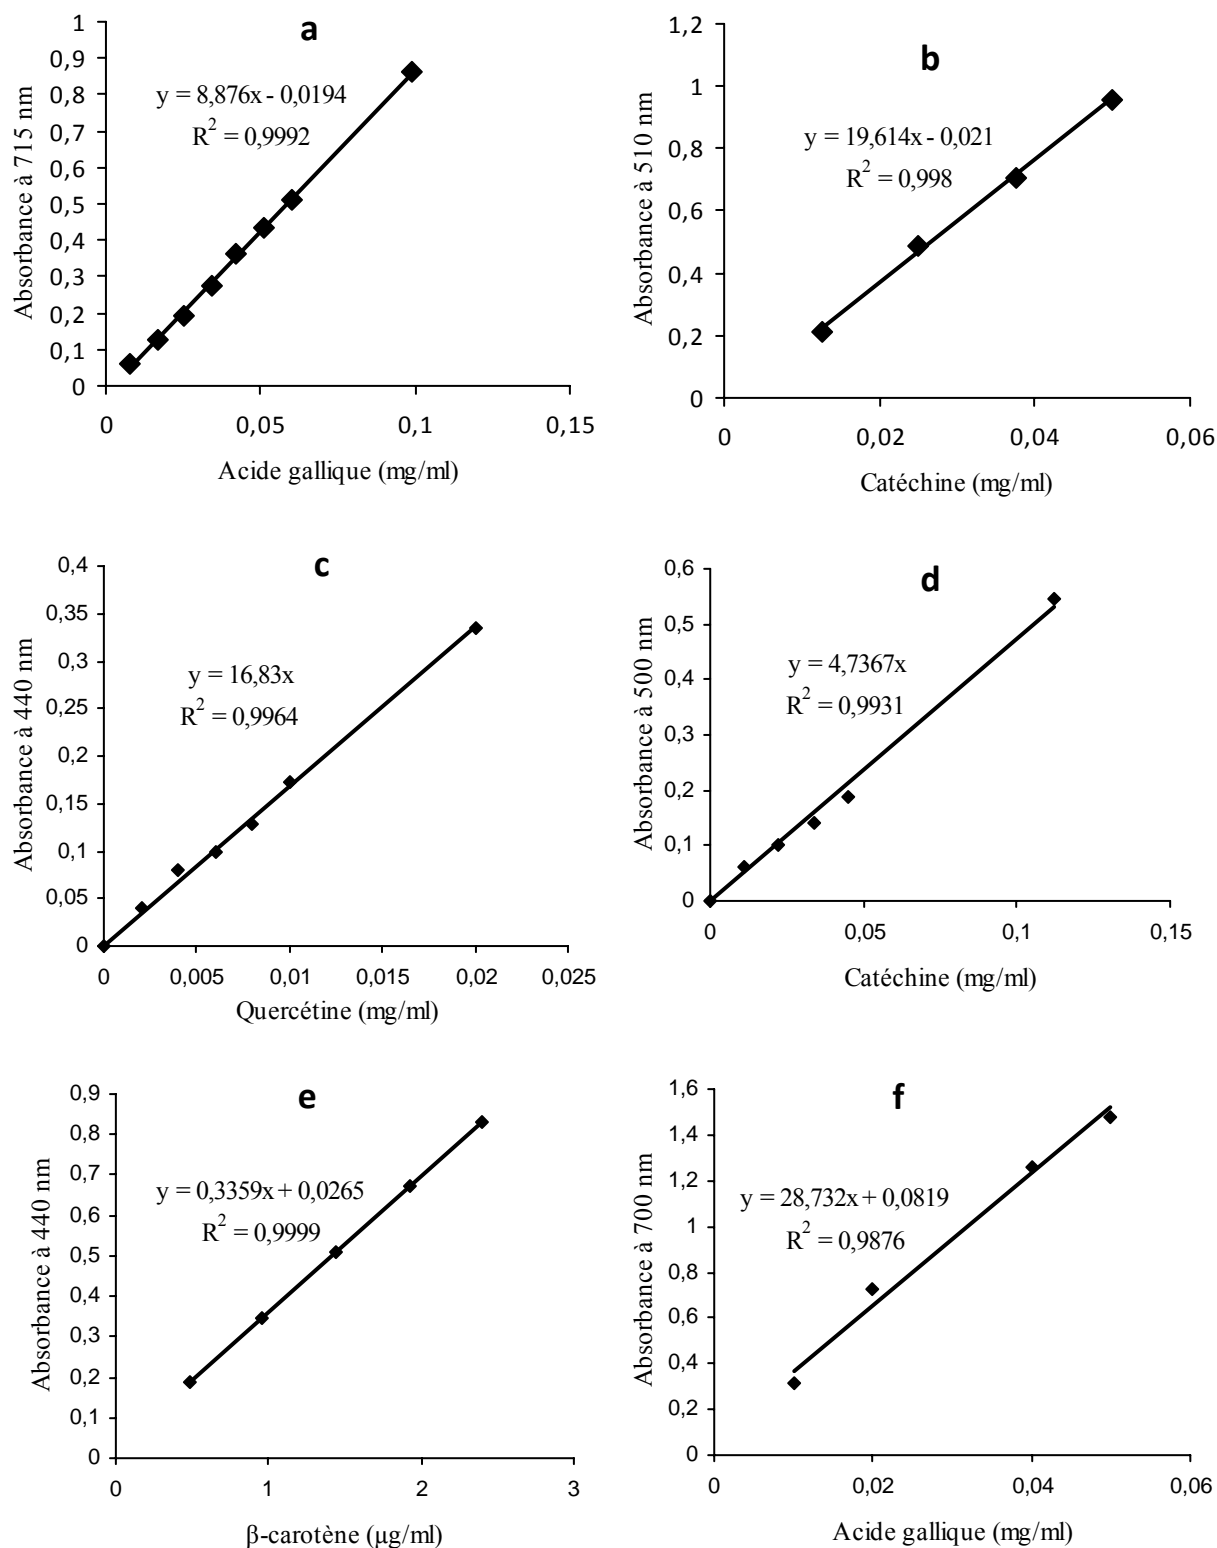 a
y = 8,876x - 0,0194
R² = 0,9992
Absorbance à 715 nm
1
0,9
0,8
0,7
0,6
0,5
0,4
0,3
0,2
0,1
0
0 0,05 0,1 0,15
Acide gallique (mg/ml)
b
y = 19,614x - 0,021
R² = 0,998
Absorbance à 510 nm
1,2
1
0,8
0,6
0,4
0,2
0
0 0,02 0,04 0,06
Catéchine (mg/ml)
c
y = 16,83x
R² = 0,9964
Absorbance à 440 nm
0,4
0,35
0,3
0,25
0,2
0,15
0,1
0,05
0
0 0,005 0,01 0,015 0,02 0,025
Quercétine (mg/ml)
d
y = 4,7367x
R² = 0,9931
Absorbance à 500 nm
0,6
0,5
0,4
0,3
0,2
0,1
0
0 0,05 0,1 0,15
Catéchine (mg/ml)
e
y = 0,3359x + 0,0265
R² = 0,9999
Absorbance à 440 nm
0,9
0,8
0,7
0,6
0,5
0,4
0,3
0,2
0,1
0
0 1 2 3
β-carotène (µg/ml)
f
y = 28,732x + 0,0819
R² = 0,9876
Absorbance à 700 nm
1,6
1,4
1,2
1
0,8
0,6
0,4
0,2
0
0 0,02 0,04 0,06
Acide gallique (mg/ml)